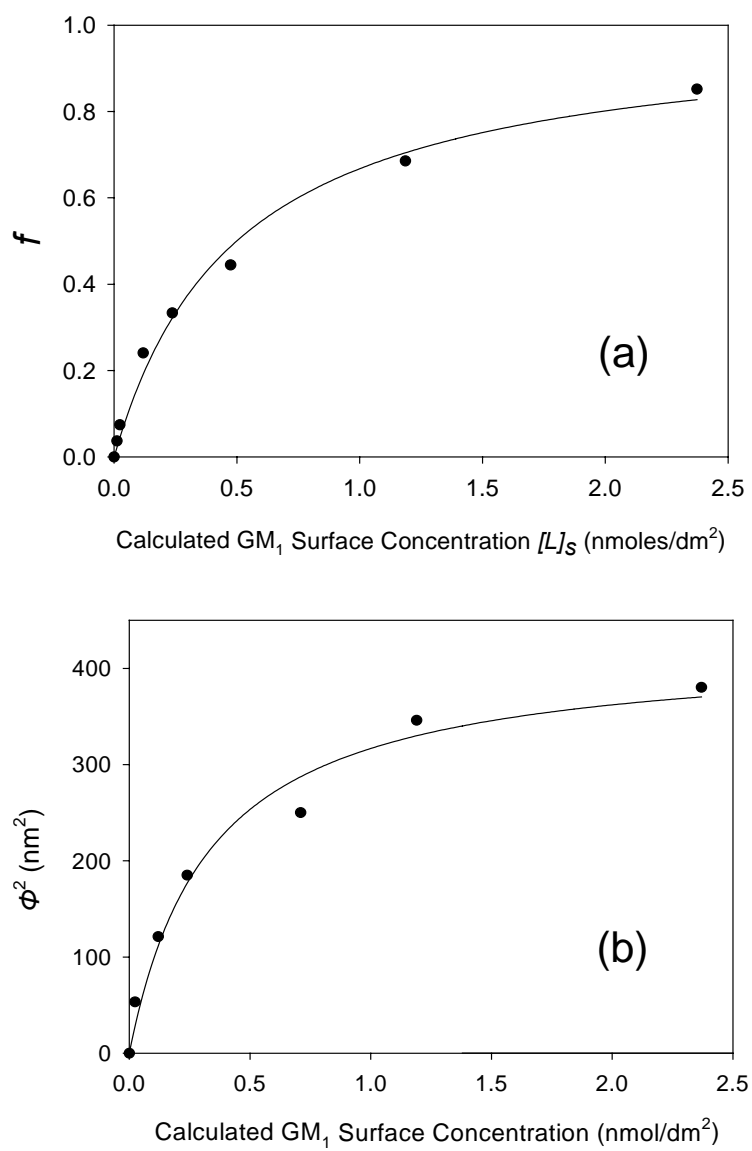 1.0
0.8
0.6
0.4
0.2
0.0
f
(a)
0.0 0.5 1.0 1.5 2.0 2.5
Calculated GM₁ Surface Concentration [L]S (nmoles/dm²)
400
300
200
100
0
Φ² (nm²)
(b)
0.0 0.5 1.0 1.5 2.0 2.5
Calculated GM₁ Surface Concentration (nmol/dm²)